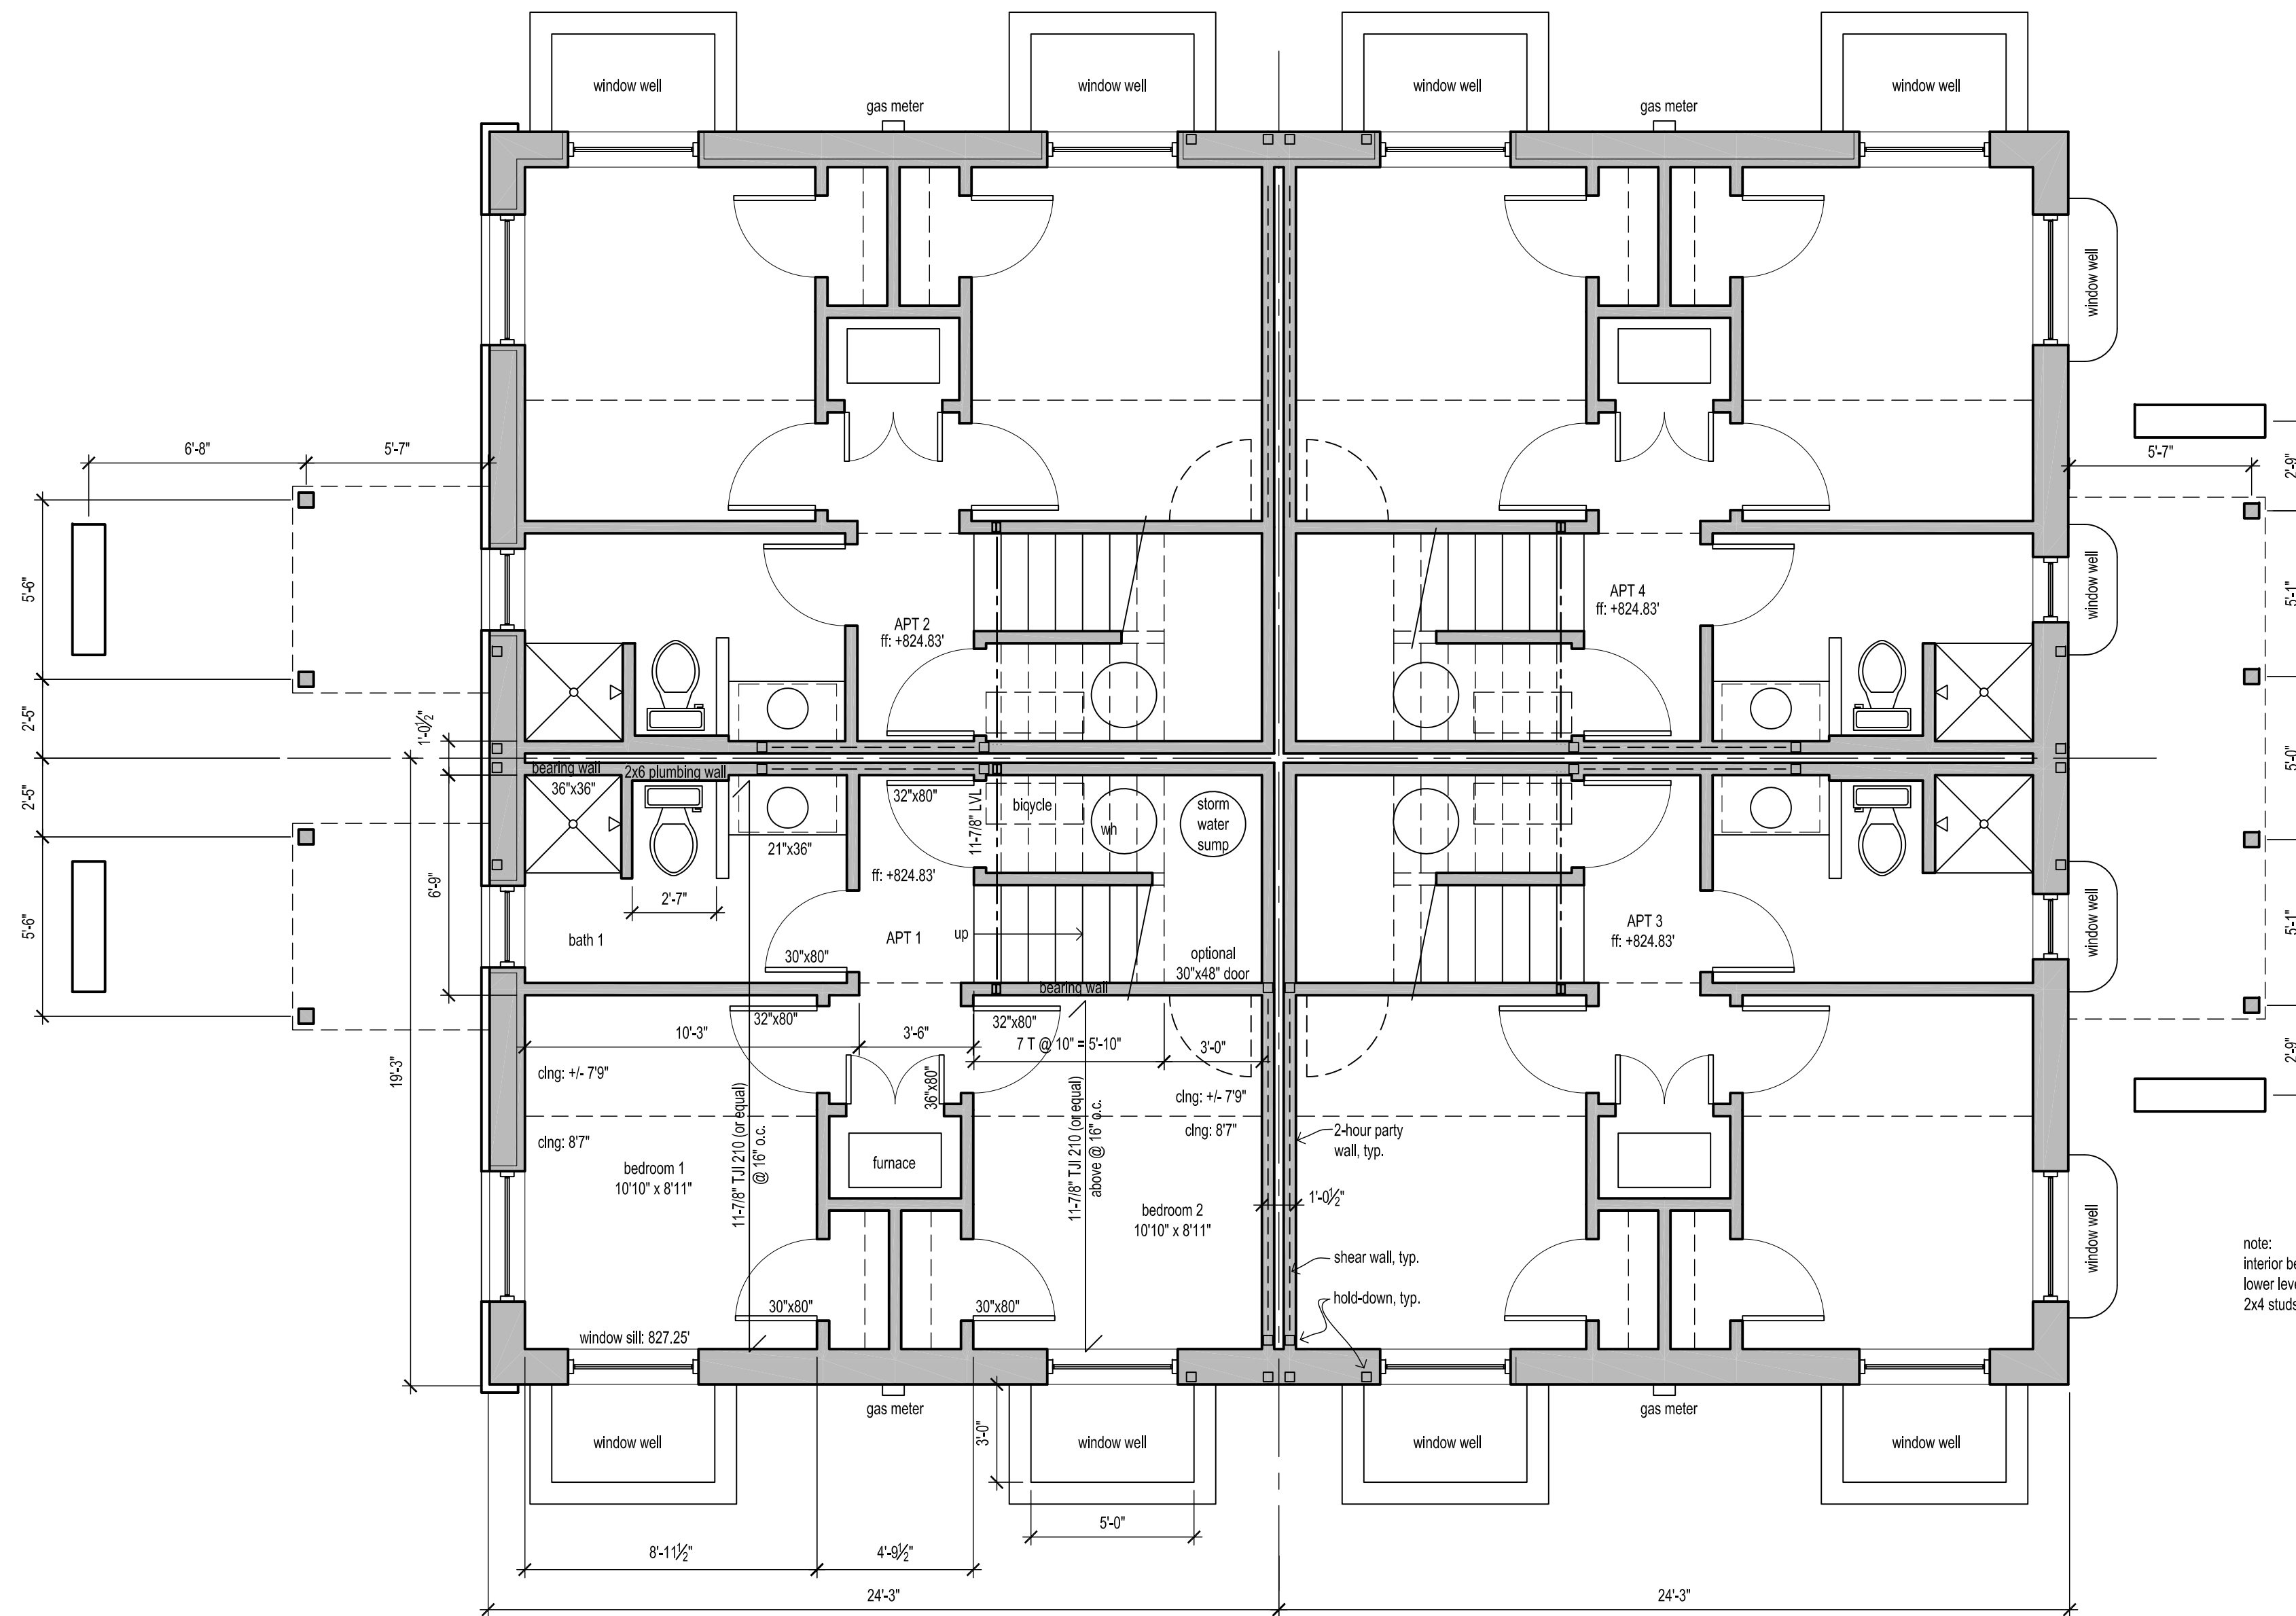 window well
window well
window well
window well
gas meter
gas meter
window well
6'-8"
5'-7"
5'-7"
2'-9"
5'-6"
APT 2
ff: +824.83'
APT 4
ff: +824.83'
window well
5'-1"
2'-5"
1'-0½"
bearing wall
36"x36"
2x6 plumbing wall
5'-0"
2'-5"
32"x80"
11-7/8" LVL
bicycle
wh
storm
water
sump
21"x36"
ff: +824.83'
6'-9"
2'-7"
5'-6"
bath 1
APT 1
up
optional
30"x48" door
30"x80"
bearing wall
APT 3
ff: +824.83'
window well
5'-1"
32"x80"
32"x80"
10'-3"
3'-6"
7 T @ 10" = 5'-10"
3'-0"
2'-9"
19'-3"
clng: +/- 7'9"
36"x80"
clng: +/- 7'9"
clng: 8'7"
clng: 8'7"
11-7/8" TJI 210 (or equal)
@ 16" o.c.
11-7/8" TJI 210 (or equal)
above @ 16" o.c.
2-hour party
wall, typ.
bedroom 1
10'10" x 8'11"
furnace
bedroom 2
10'10" x 8'11"
1'-0½"
window well
note:
interior be
lower leve
2x4 studs
shear wall, typ.
hold-down, typ.
30"x80"
30"x80"
window sill: 827.25'
gas meter
gas meter
window well
3'-0"
window well
window well
window well
5'-0"
8'-11½"
4'-9½"
24'-3"
24'-3"